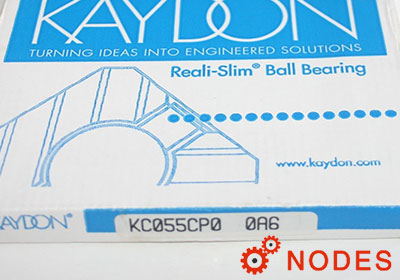 KAYDON
TURNING IDEAS INTO ENGINEERED SOLUTIONS
Reali-Slim® Ball Bearing
www.kaydon.com
KAYDON®
KC055CP0 0A6
NODES